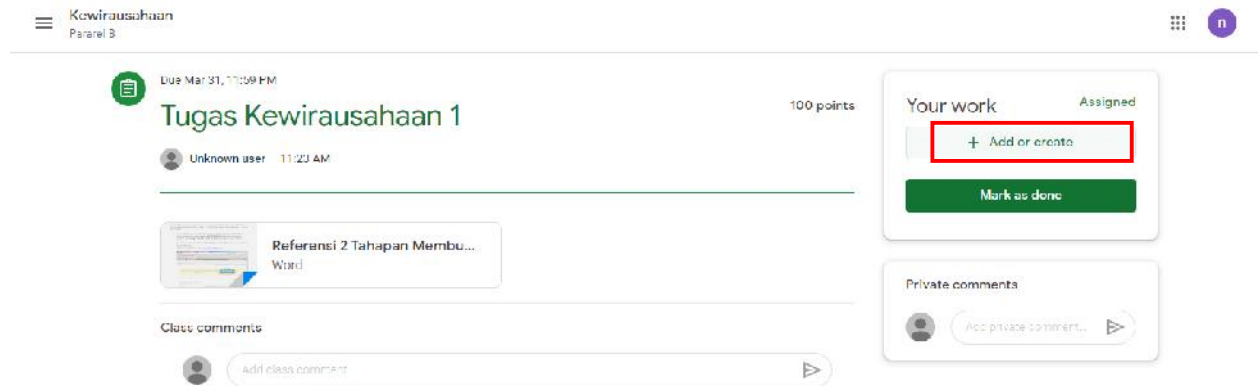 Kewirausahaan
Pararel B
n
Due Mar 31, 11:59 PM
Tugas Kewirausahaan 1
100 points
Unknown user 11:23 AM
Referensi 2 Tahapan Membu...
Word
Class comments
Add class comment
Your work
Assigned
+ Add or create
Mark as done
Private comments
Add private comment...